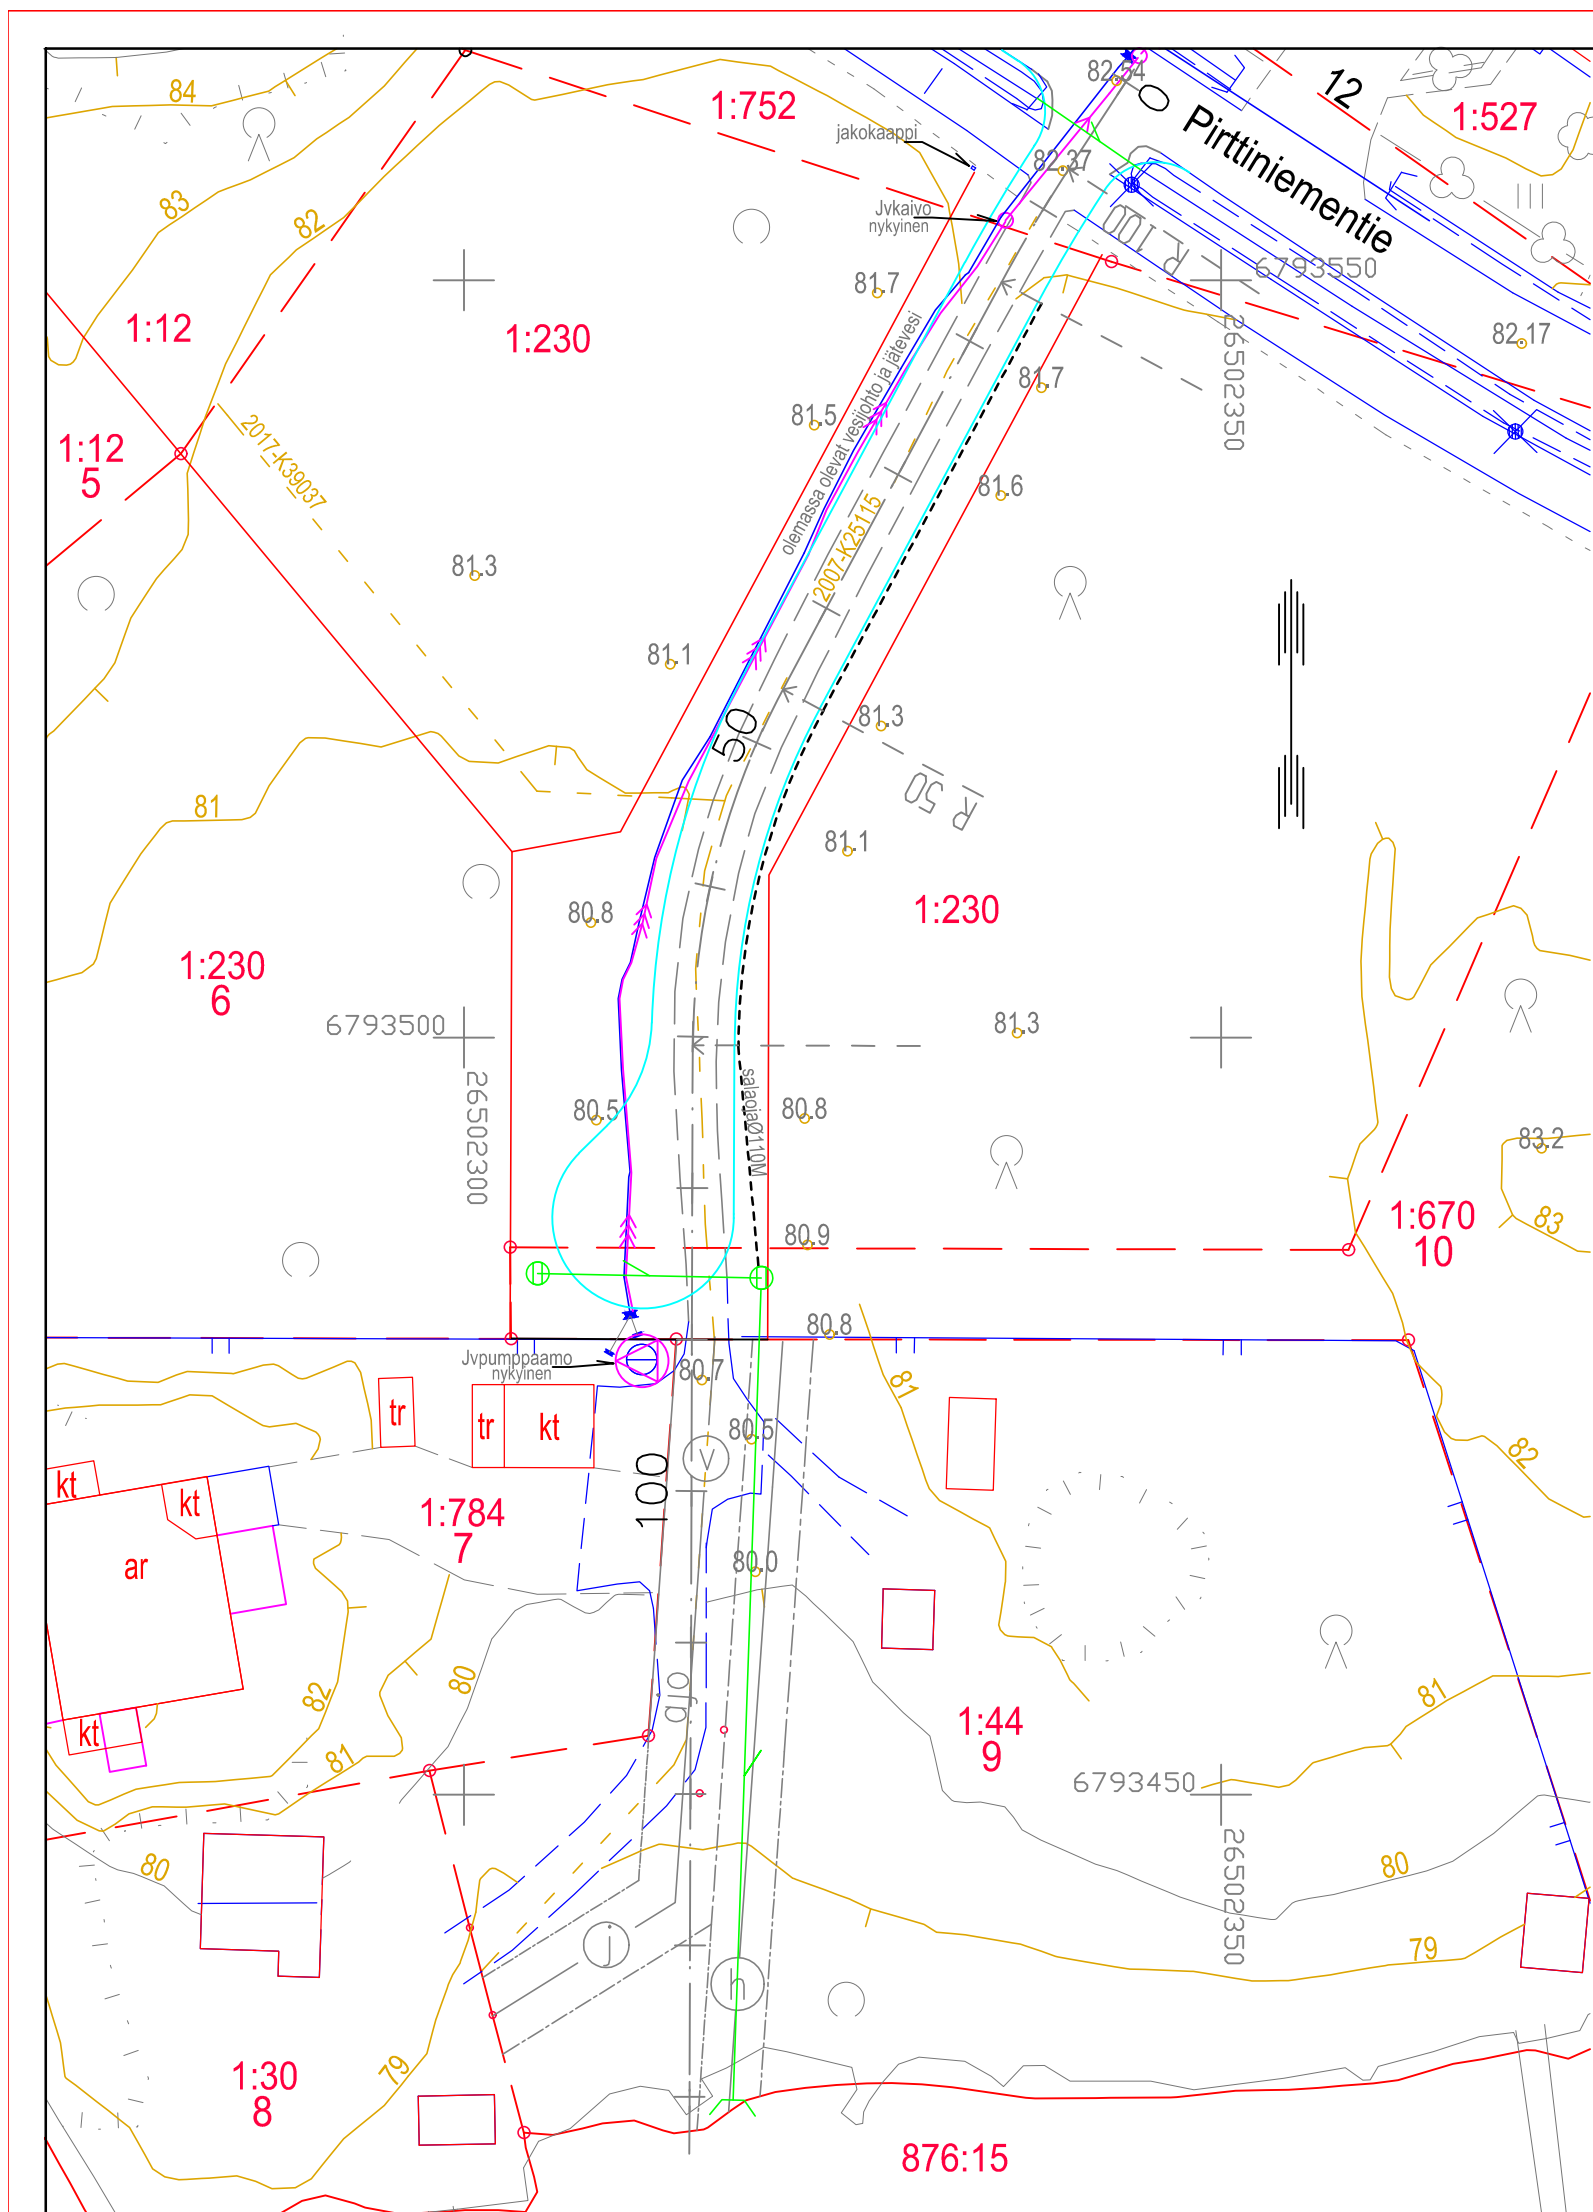 82.54
12
84
1:752
0
1:527
jakokaappi
Pirttiniementie
82.37
83
Jvkaivo
nykyinen
82
R 100
6793550
81.7
1:12
1:230
26502350
82.17
81.7
olemassa olevat vesijohto ja jätevesi
81.5
1:12
5
2017-K39037
81.6
2007-K25115
81.3
81.1
81.3
50
R 50
81
81.1
80.8
1:230
1:230
6
6793500
81.3
26502300
salaojaØ110M
80.5
80.8
83.2
1:670
10
83
80.9
80.8
Jvpumppaamo
nykyinen
80.7
81
tr
tr
kt
80.5
v
82
kt
kt
100
1:784
7
ar
80.0
80
ajo
82
81
1:44
9
kt
81
6793450
26502350
80
80
79
j
h
1:30
8
79
876:15